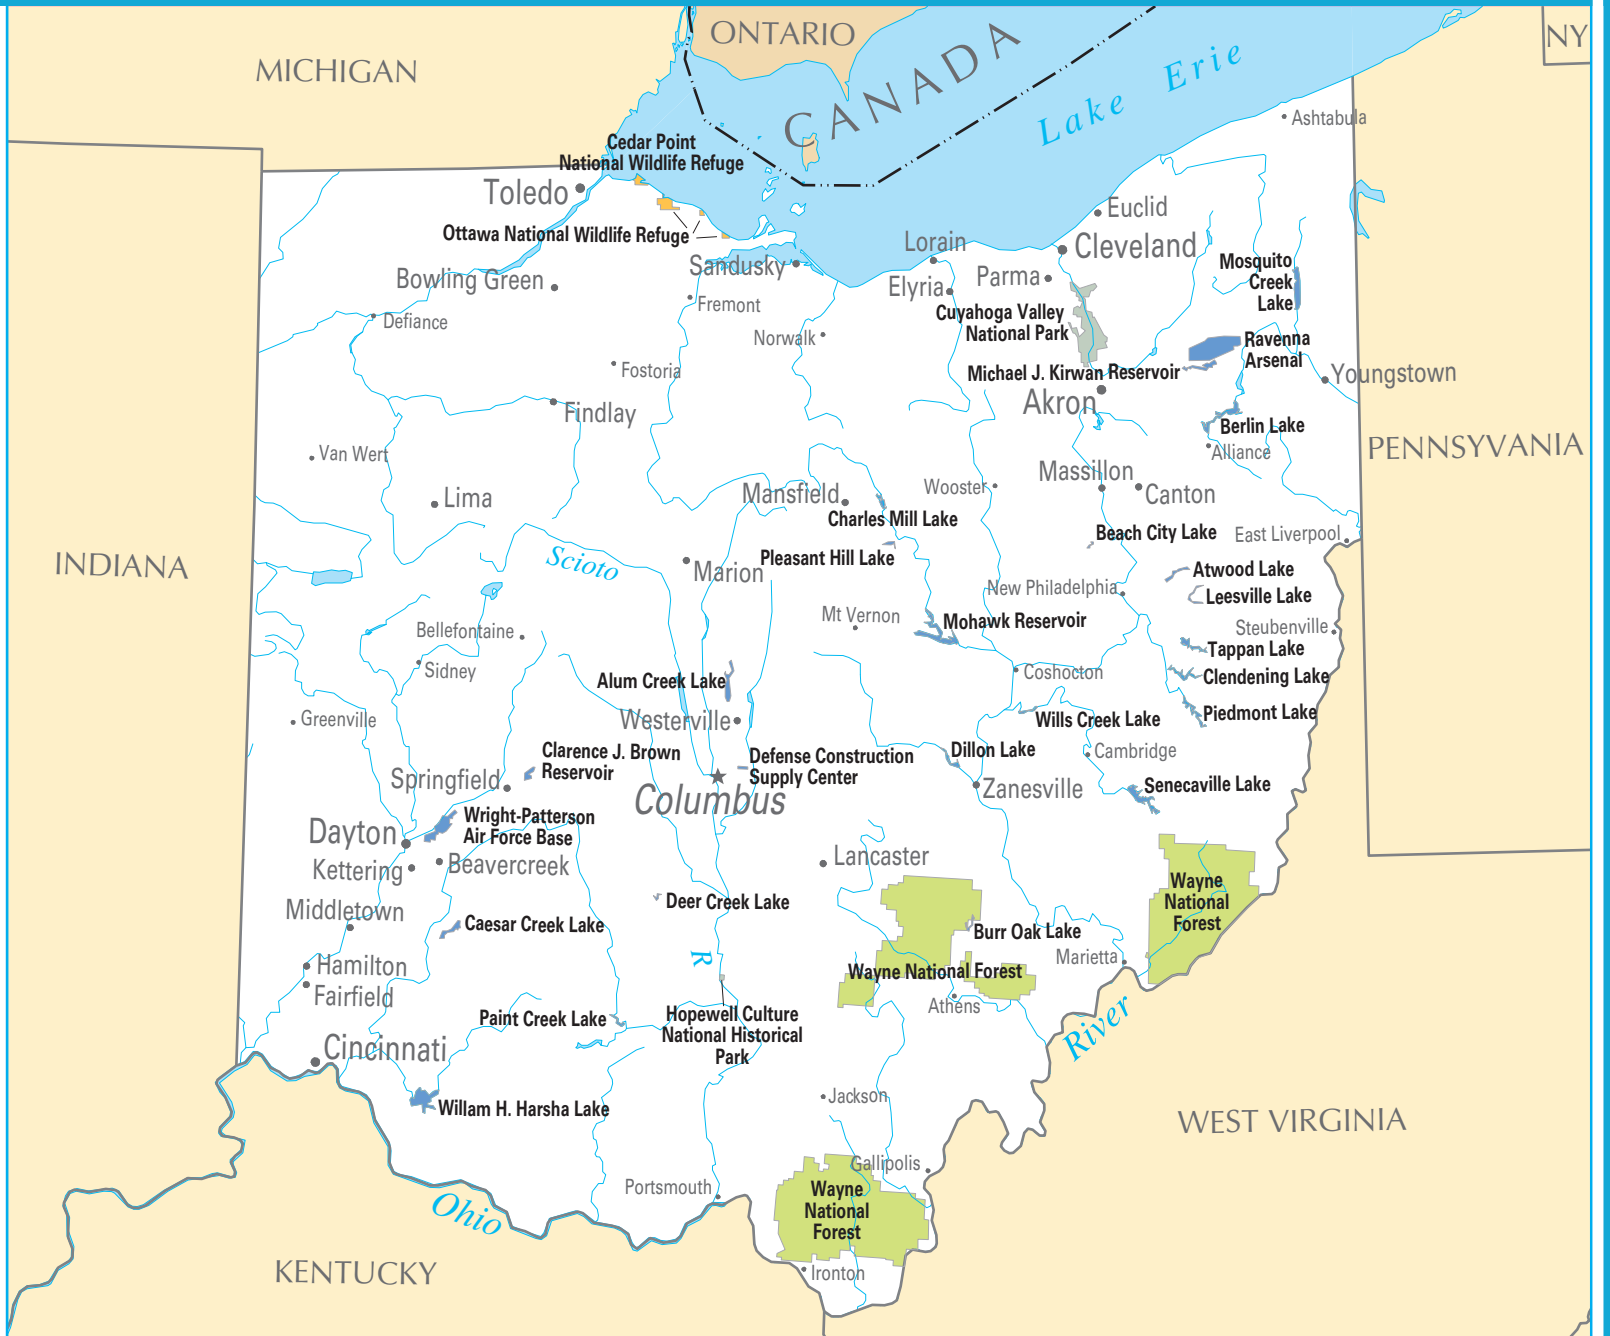 ONTARIO
NY
MICHIGAN
CANADA
Lake Erie
Ashtabula
Cedar Point
National Wildlife Refuge
Toledo
Euclid
Ottawa National Wildlife Refuge
Lorain
Cleveland
Sandusky
Mosquito
Creek
Lake
Bowling Green
Parma
Elyria
Fremont
Cuyahoga Valley
National Park
Defiance
Norwalk
Ravenna
Arsenal
Fostoria
Michael J. Kirwan Reservoir
Youngstown
Akron
Findlay
Berlin Lake
PENNSYLVANIA
Van Wert
Alliance
Massillon
Wooster
Canton
Lima
Mansfield
Charles Mill Lake
Beach City Lake
East Liverpool
INDIANA
Scioto
Pleasant Hill Lake
Marion
Atwood Lake
New Philadelphia
Leesville Lake
Mt Vernon
Mohawk Reservoir
Steubenville
Bellefontaine
Tappan Lake
Sidney
Coshocton
Clendening Lake
Alum Creek Lake
Greenville
Westerville
Wills Creek Lake
Piedmont Lake
Clarence J. Brown
Reservoir
Defense Construction
Supply Center
Dillon Lake
Cambridge
Springfield
Columbus
Zanesville
Senecaville Lake
Wright-Patterson
Air Force Base
Dayton
Kettering
Beavercreek
Lancaster
Wayne
National
Forest
Middletown
Deer Creek Lake
Caesar Creek Lake
Burr Oak Lake
R
Marietta
Hamilton
Wayne National Forest
Fairfield
Athens
Paint Creek Lake
Hopewell Culture
National Historical
Park
River
Cincinnati
Jackson
Willam H. Harsha Lake
WEST VIRGINIA
Gallipolis
Portsmouth
Wayne
National
Forest
Ohio
KENTUCKY
Ironton